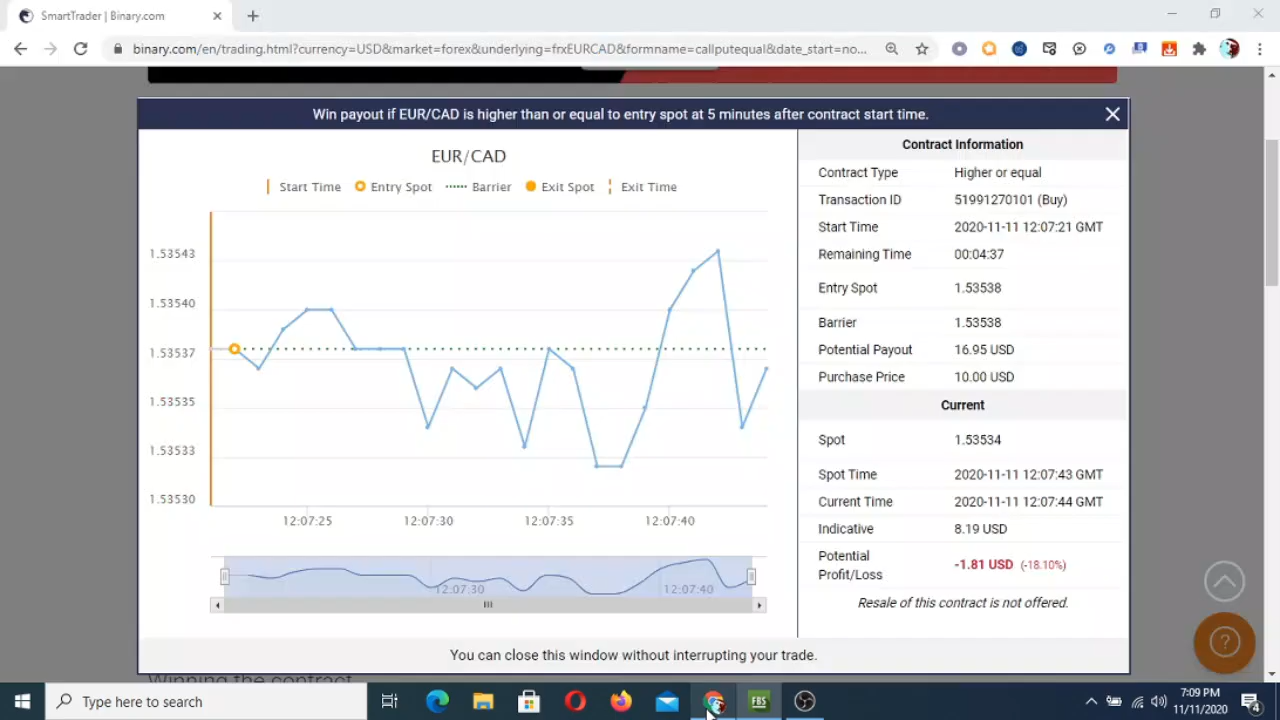 SmartTrader | Binary.com
binary.com/en/trading.html?currency=USD&market=forex&underlying=frxEURCAD&formname=callputequal&date_start=no...
Win payout if EUR/CAD is higher than or equal to entry spot at 5 minutes after contract start time.
EUR/CAD
Start Time Entry Spot Barrier Exit Spot Exit Time
1.53543
1.53540
1.53537
1.53535
1.53533
1.53530
12:07:25 12:07:30 12:07:35 12:07:40
12:07:30 12:07:40
Contract Information
Contract Type Higher or equal
Transaction ID 51991270101 (Buy)
Start Time 2020-11-11 12:07:21 GMT
Remaining Time 00:04:37
Entry Spot 1.53538
Barrier 1.53538
Potential Payout 16.95 USD
Purchase Price 10.00 USD
Current
Spot 1.53534
Spot Time 2020-11-11 12:07:43 GMT
Current Time 2020-11-11 12:07:44 GMT
Indicative 8.19 USD
Potential Profit/Loss -1.81 USD (-18.10%)
Resale of this contract is not offered.
You can close this window without interrupting your trade.
Winning the contract
Type here to search
FBS
7:09 PM
11/11/2020
4